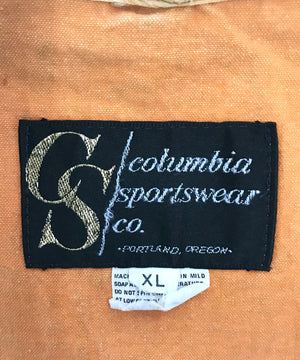 CS
columbia
sportswear
co.
·PORTLAND, OREGON·
XL
IN MILD
SOAP
DO NOT
AT LOW